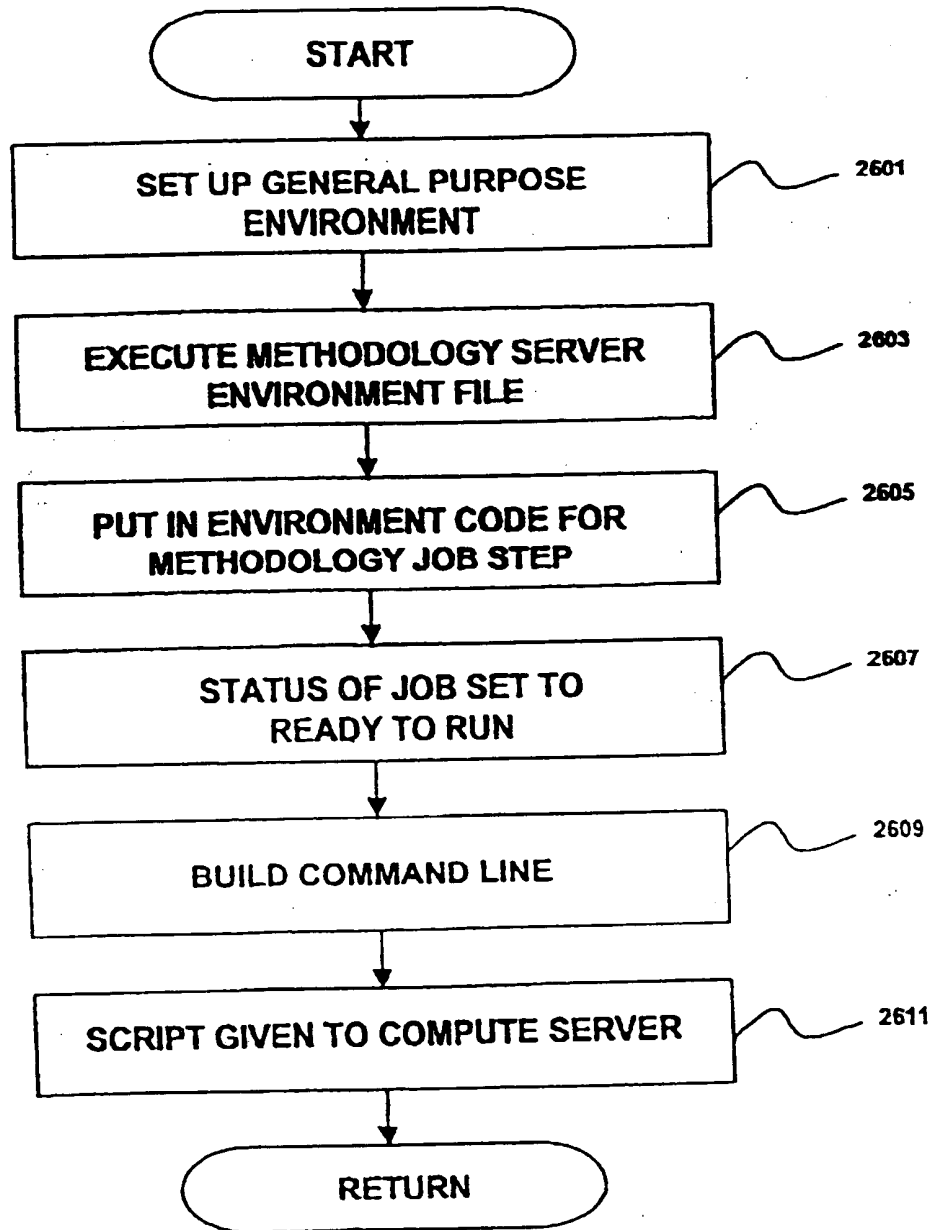 START
SET UP GENERAL PURPOSE
ENVIRONMENT
2601
EXECUTE METHODOLOGY SERVER
ENVIRONMENT FILE
2603
PUT IN ENVIRONMENT CODE FOR
METHODOLOGY JOB STEP
2605
STATUS OF JOB SET TO
READY TO RUN
2607
BUILD COMMAND LINE
2609
SCRIPT GIVEN TO COMPUTE SERVER
2611
RETURN